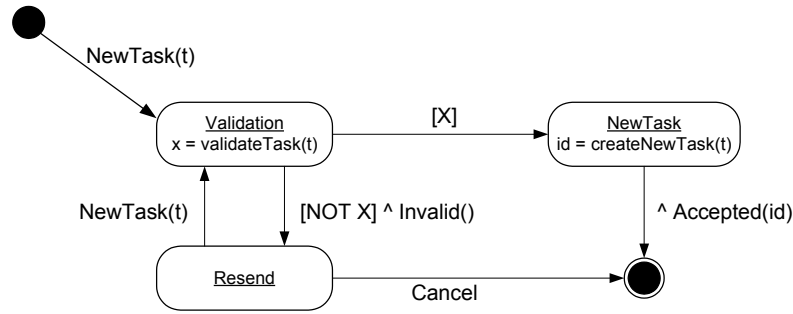 NewTask(t)
Validation
x = validateTask(t)
[X]
NewTask
id = createNewTask(t)
NewTask(t)
[NOT X] ^ Invalid()
^ Accepted(id)
Resend
Cancel